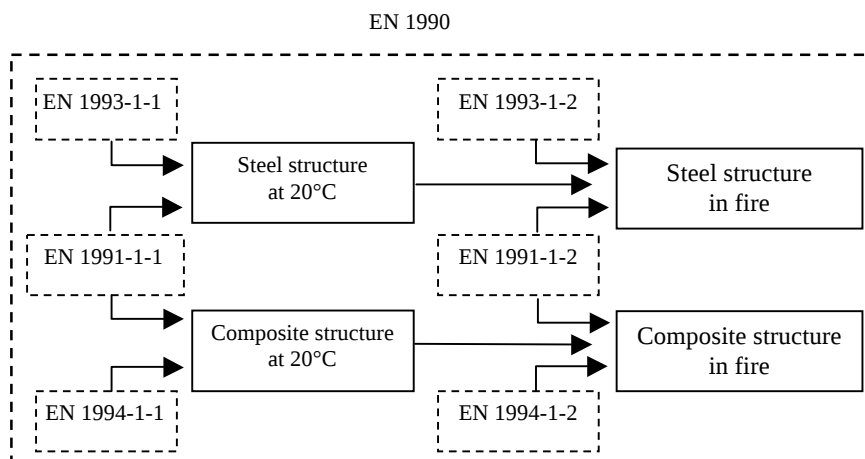 EN 1990
EN 1993-1-1
EN 1993-1-2
Steel structure
at 20°C
Steel structure
in fire
EN 1991-1-1
EN 1991-1-2
Composite structure
at 20°C
Composite structure
in fire
EN 1994-1-1
EN 1994-1-2